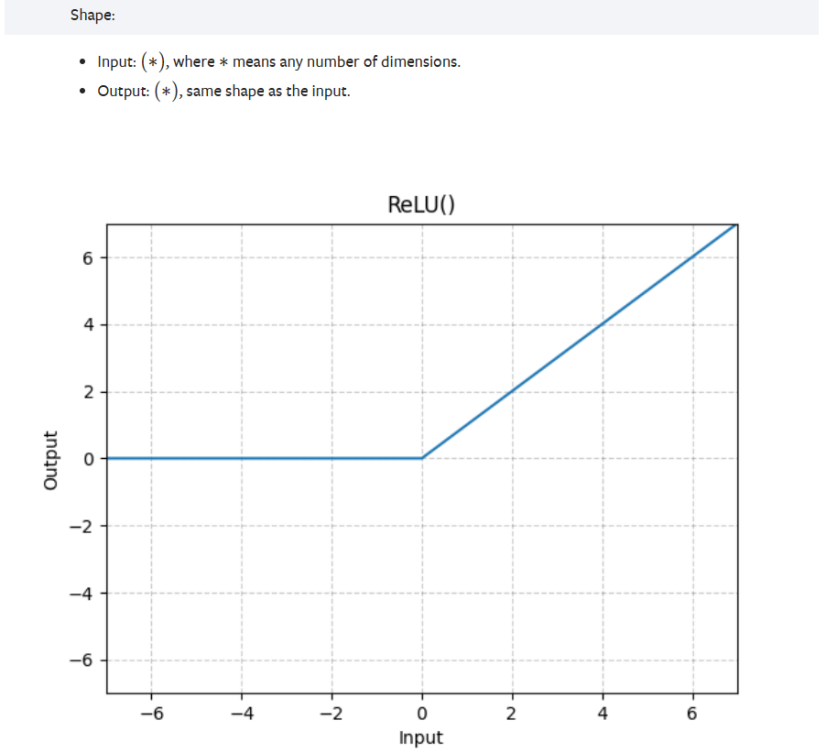 Shape:
• Input: (∗), where ∗ means any number of dimensions.
• Output: (∗), same shape as the input.
ReLU()
6
4
2
0
−2
−4
−6
Output
−6 −4 −2 0 2 4 6
Input